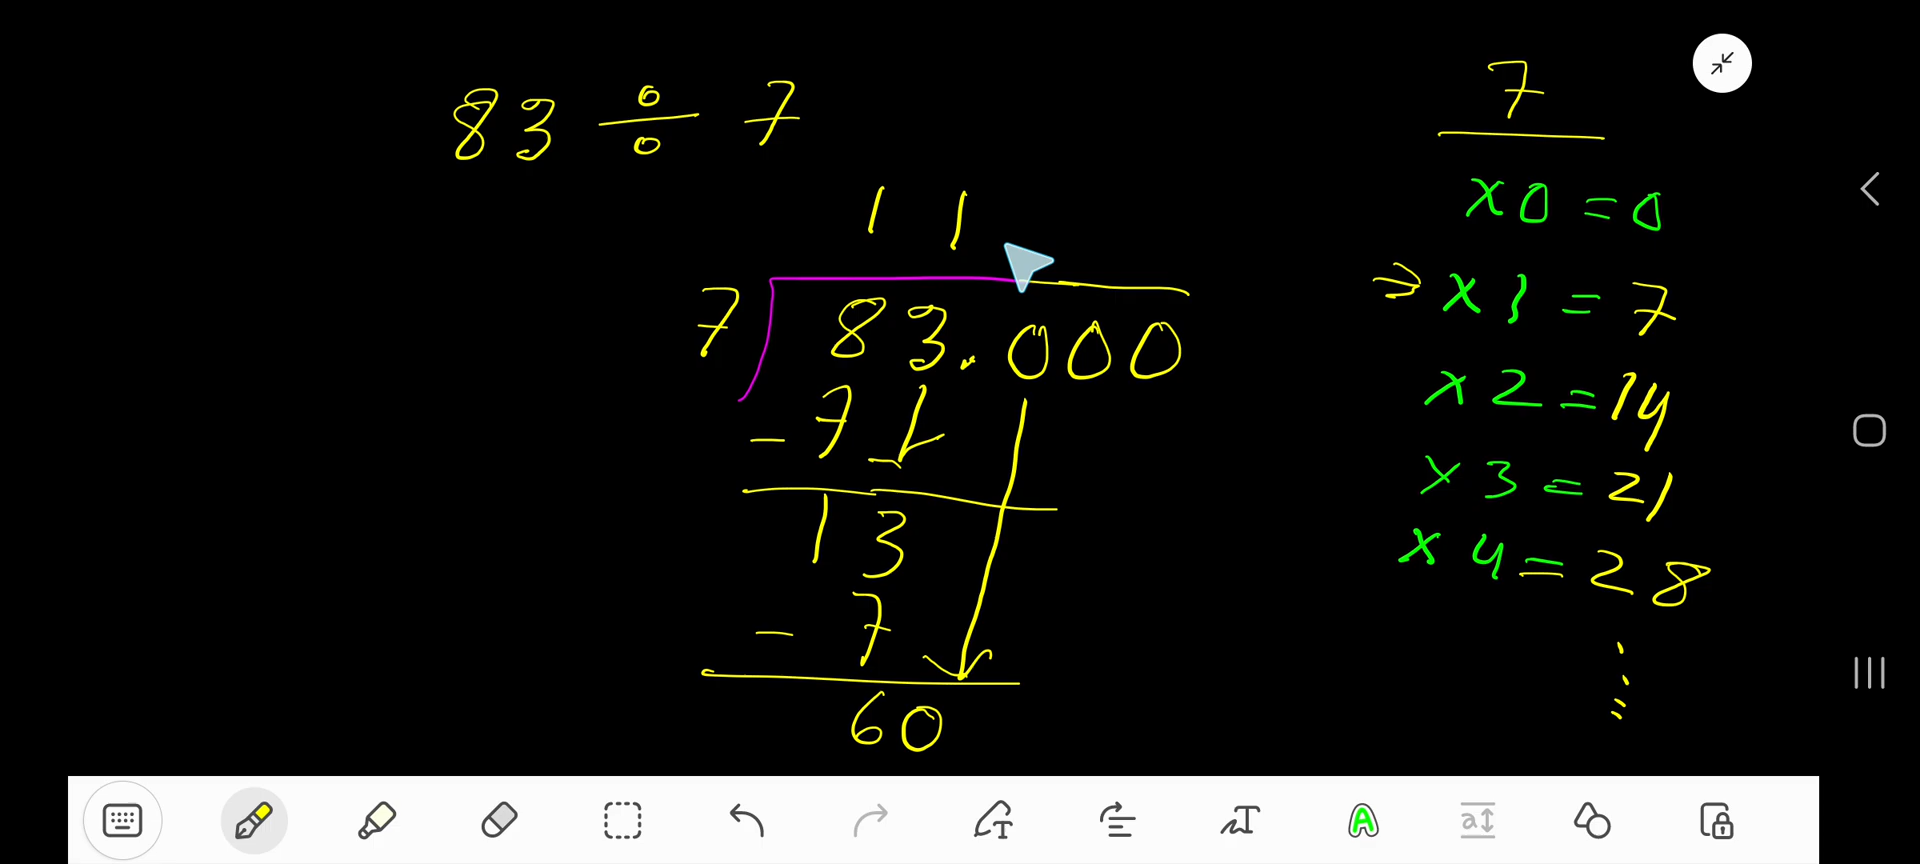 83 ÷ 7
11
7 83.000
- 7
13
- 7
60
7
x0 = 0
⇒ x1 = 7
x2 = 14
x3 = 21
x4 = 28